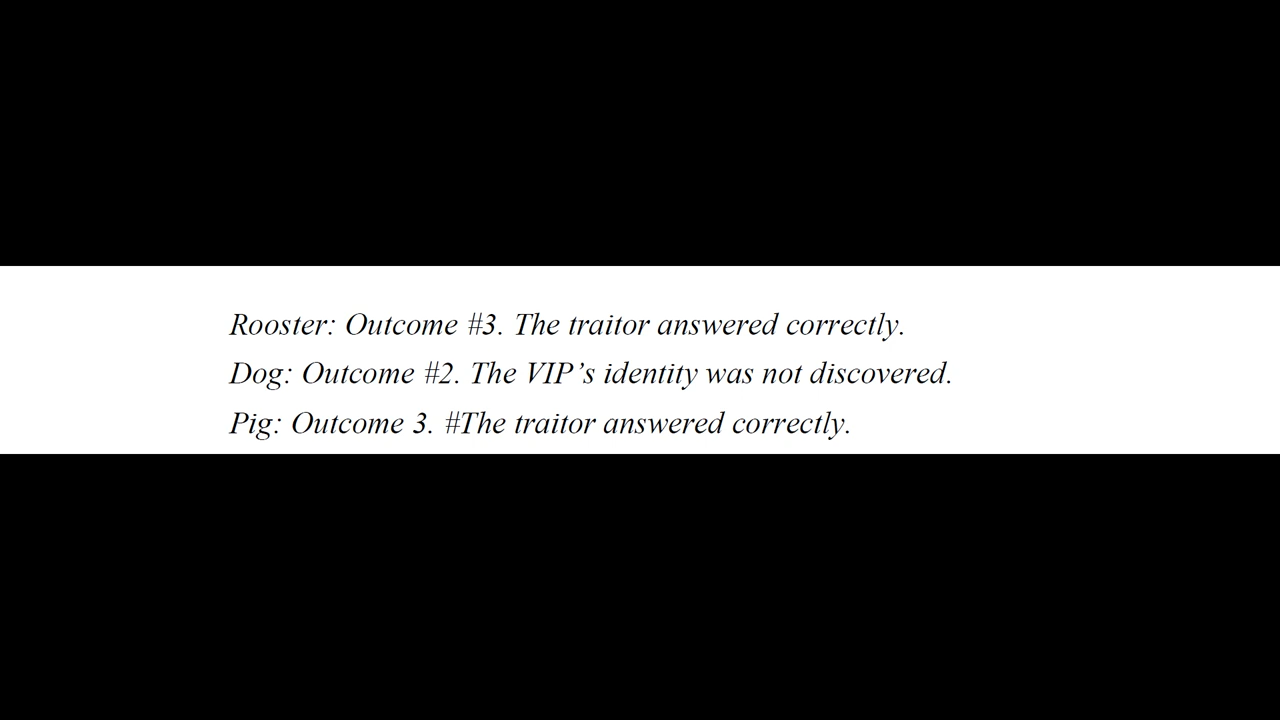 Rooster: Outcome #3. The traitor answered correctly.
Dog: Outcome #2. The VIP’s identity was not discovered.
Pig: Outcome 3. #The traitor answered correctly.